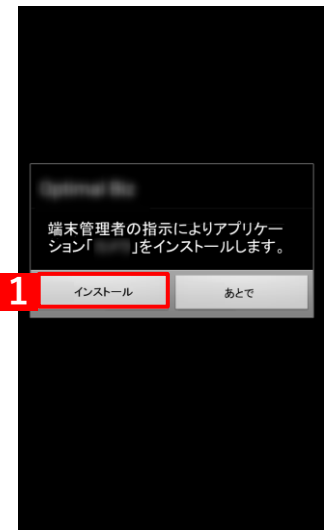 端末管理者の指示によりアプリケー
ション「 」をインストールします。
1
インストール
あとで